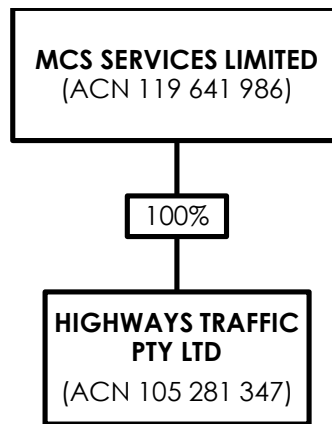 MCS SERVICES LIMITED
(ACN 119 641 986)
100%
HIGHWAYS TRAFFIC
PTY LTD
(ACN 105 281 347)